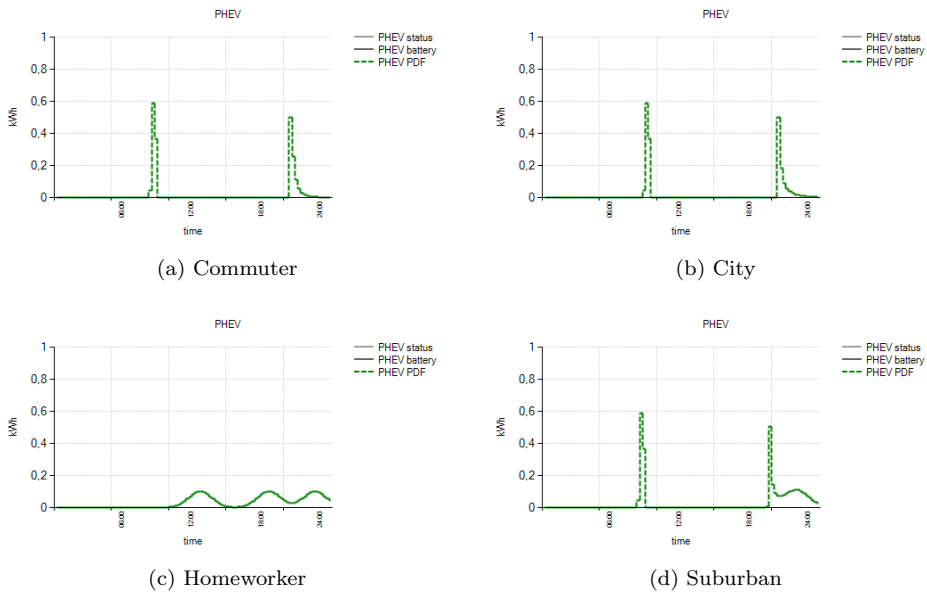 PHEV
1
0,8
0,6
0,4
0,2
0
kWh
06:00
12:00
18:00
24:00
time
PHEV status
PHEV battery
PHEV PDF
(a) Commuter
PHEV
1
0,8
0,6
0,4
0,2
0
kWh
06:00
12:00
18:00
24:00
time
PHEV status
PHEV battery
PHEV PDF
(b) City
PHEV
1
0,8
0,6
0,4
0,2
0
kWh
06:00
12:00
18:00
24:00
time
PHEV status
PHEV battery
PHEV PDF
(c) Homeworker
PHEV
1
0,8
0,6
0,4
0,2
0
kWh
06:00
12:00
18:00
24:00
time
PHEV status
PHEV battery
PHEV PDF
(d) Suburban